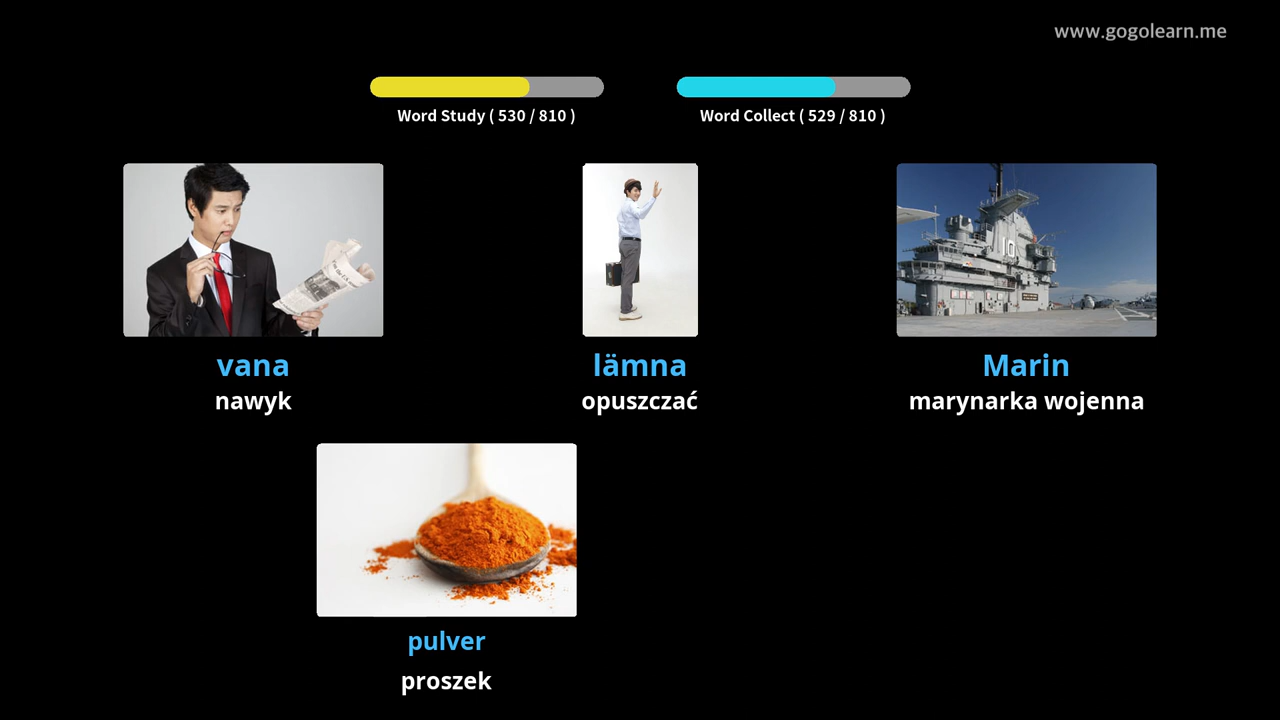 www.gogolearn.me
Word Study ( 530 / 810 )
Word Collect ( 529 / 810 )
vana
nawyk
lämna
opuszczać
Marin
marynarka wojenna
pulver
proszek